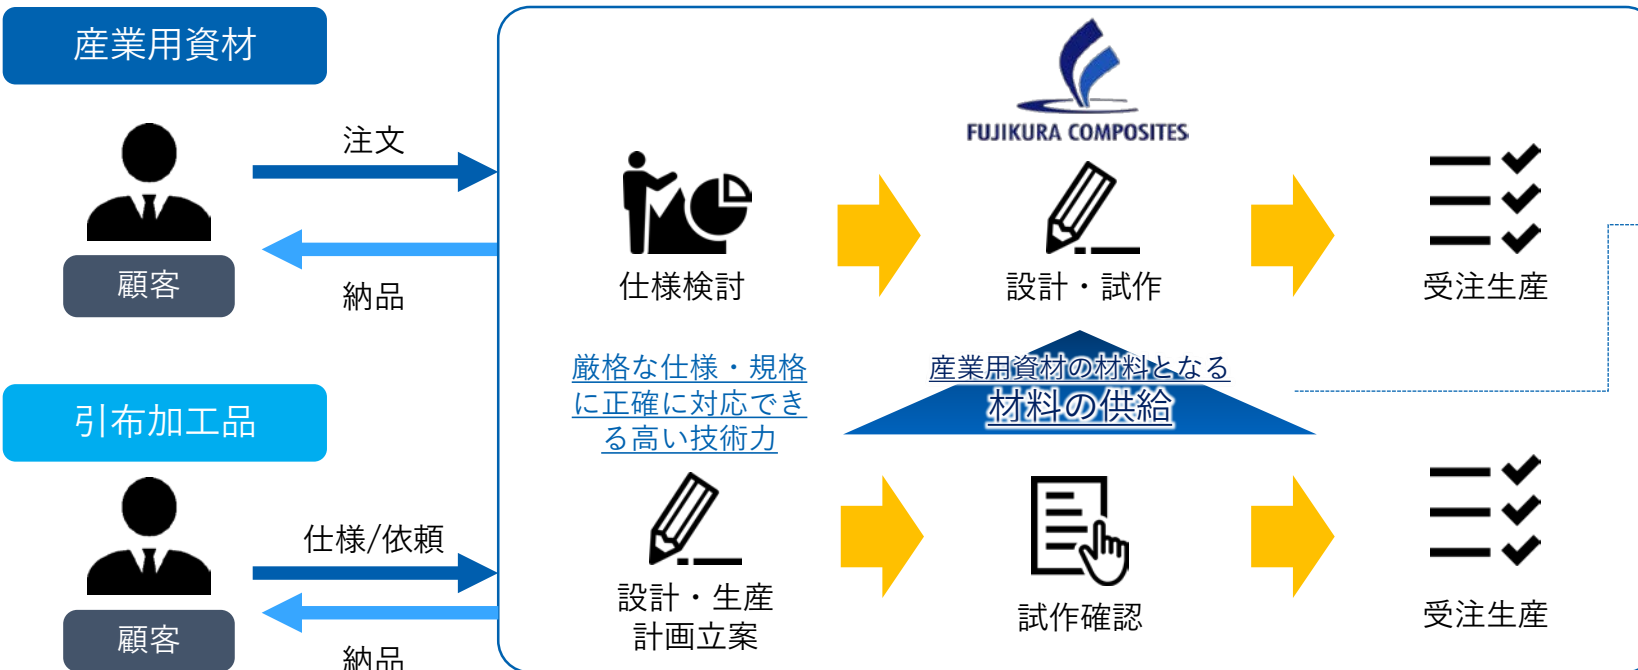 産業用資材
注文
納品
顧客
FUJIKURA COMPOSITES
仕様検討
設計・試作
受注生産
厳格な仕様・規格
に正確に対応でき
る高い技術力
産業用資材の材料となる
材料の供給
引布加工品
仕様/依頼
納品
顧客
設計・生産
計画立案
試作確認
受注生産